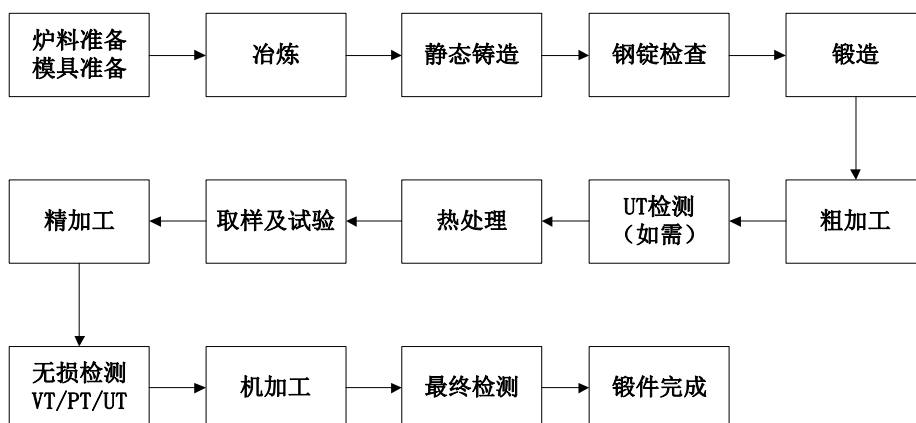 炉料准备
模具准备
冶炼
静态铸造
钢锭检查
锻造
粗加工
UT检测
（如需）
热处理
取样及试验
精加工
无损检测
VT/PT/UT
机加工
最终检测
锻件完成